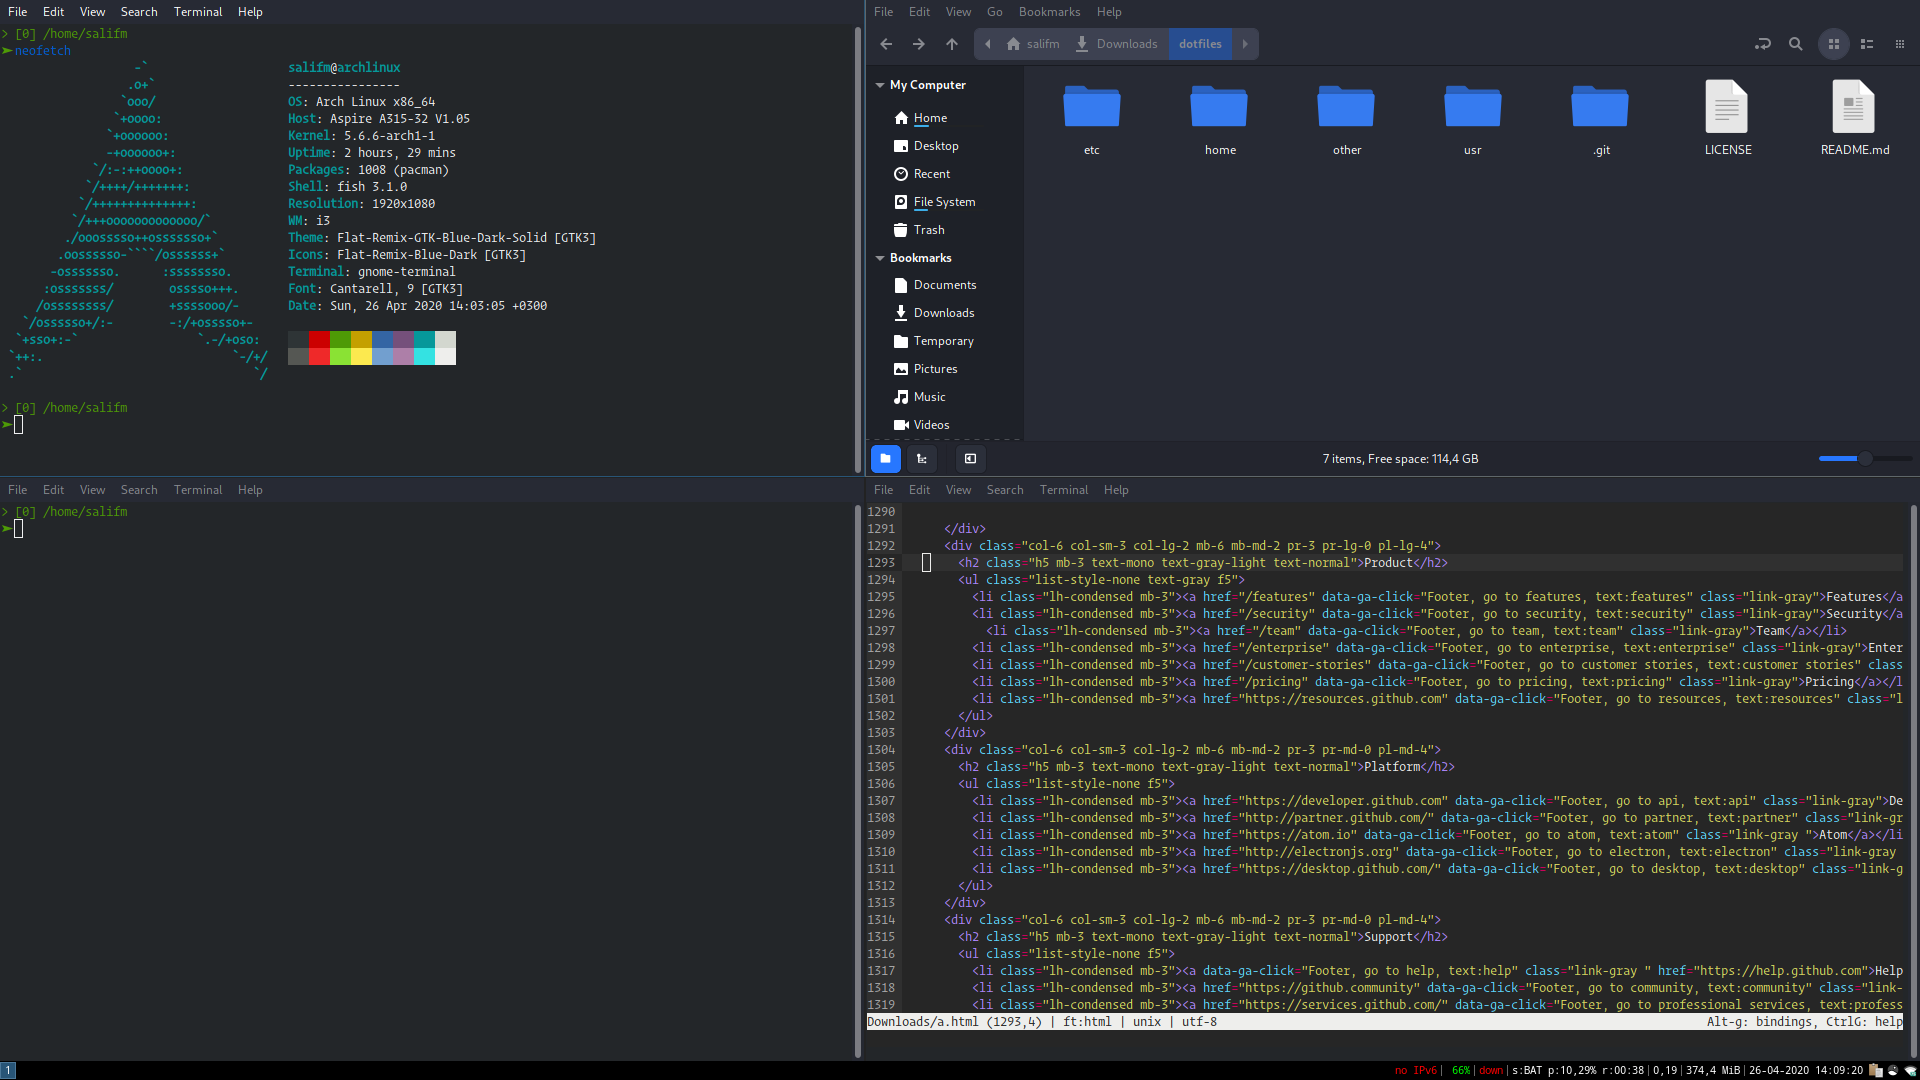 File Edit View Search Terminal Help
> [0] /home/salifm
➤ neofetch
-`
.o+`
`ooo/
`+oooo:
`+oooooo:
-+oooooo+:
`/:-:++oooo+:
`/++++/+++++++:
`/++++++++++++++:
`/+++ooooooooooooo/`
./ooosssso++osssssso+`
.oossssso-````/ossssss+`
-osssssso.      :ssssssso.
:osssssss/        osssso+++.
/ossssssss/        +ssssooo/-
`/ossssso+/:-        -:/+osssso+-
`+sso+:-`                 `.-/+oso:
`++:.                           `-/+/
.`                                 `/
salifm@archlinux
----------------
OS: Arch Linux x86_64
Host: Aspire A315-32 V1.05
Kernel: 5.6.6-arch1-1
Uptime: 2 hours, 29 mins
Packages: 1008 (pacman)
Shell: fish 3.1.0
Resolution: 1920x1080
WM: i3
Theme: Flat-Remix-GTK-Blue-Dark-Solid [GTK3]
Icons: Flat-Remix-Blue-Dark [GTK3]
Terminal: gnome-terminal
Font: Cantarell, 9 [GTK3]
Date: Sun, 26 Apr 2020 14:03:05 +0300
> [0] /home/salifm
➤
File Edit View Go Bookmarks Help
salifm Downloads dotfiles
My Computer
Home
Desktop
Recent
File System
Trash
Bookmarks
Documents
Downloads
Temporary
Pictures
Music
Videos
etc home other usr .git LICENSE README.md
7 items, Free space: 114,4 GB
File Edit View Search Terminal Help
> [0] /home/salifm
➤
File Edit View Search Terminal Help
1290
1291 </div>
1292 <div class="col-6 col-sm-3 col-lg-2 mb-6 mb-md-2 pr-3 pr-lg-0 pl-lg-4">
1293 <h2 class="h5 mb-3 text-mono text-gray-light text-normal">Product</h2>
1294 <ul class="list-style-none text-gray f5">
1295 <li class="lh-condensed mb-3"><a href="/features" data-ga-click="Footer, go to features, text:features" class="link-gray">Features</a
1296 <li class="lh-condensed mb-3"><a href="/security" data-ga-click="Footer, go to security, text:security" class="link-gray">Security</a
1297 <li class="lh-condensed mb-3"><a href="/team" data-ga-click="Footer, go to team, text:team" class="link-gray">Team</a></li>
1298 <li class="lh-condensed mb-3"><a href="/enterprise" data-ga-click="Footer, go to enterprise, text:enterprise" class="link-gray">Enter
1299 <li class="lh-condensed mb-3"><a href="/customer-stories" data-ga-click="Footer, go to customer stories, text:customer stories" class
1300 <li class="lh-condensed mb-3"><a href="/pricing" data-ga-click="Footer, go to pricing, text:pricing" class="link-gray">Pricing</a></l
1301 <li class="lh-condensed mb-3"><a href="https://resources.github.com" data-ga-click="Footer, go to resources, text:resources" class="l
1302 </ul>
1303 </div>
1304 <div class="col-6 col-sm-3 col-lg-2 mb-6 mb-md-2 pr-3 pr-md-0 pl-md-4">
1305 <h2 class="h5 mb-3 text-mono text-gray-light text-normal">Platform</h2>
1306 <ul class="list-style-none f5">
1307 <li class="lh-condensed mb-3"><a href="https://developer.github.com" data-ga-click="Footer, go to api, text:api" class="link-gray">De
1308 <li class="lh-condensed mb-3"><a href="http://partner.github.com/" data-ga-click="Footer, go to partner, text:partner" class="link-gr
1309 <li class="lh-condensed mb-3"><a href="https://atom.io" data-ga-click="Footer, go to atom, text:atom" class="link-gray ">Atom</a></li
1310 <li class="lh-condensed mb-3"><a href="http://electronjs.org" data-ga-click="Footer, go to electron, text:electron" class="link-gray
1311 <li class="lh-condensed mb-3"><a href="https://desktop.github.com/" data-ga-click="Footer, go to desktop, text:desktop" class="link-g
1312 </ul>
1313 </div>
1314 <div class="col-6 col-sm-3 col-lg-2 mb-6 mb-md-2 pr-3 pr-md-0 pl-md-4">
1315 <h2 class="h5 mb-3 text-mono text-gray-light text-normal">Support</h2>
1316 <ul class="list-style-none f5">
1317 <li class="lh-condensed mb-3"><a data-ga-click="Footer, go to help, text:help" class="link-gray " href="https://help.github.com">Help
1318 <li class="lh-condensed mb-3"><a href="https://github.community" data-ga-click="Footer, go to community, text:community" class="link-
1319 <li class="lh-condensed mb-3"><a href="https://services.github.com/" data-ga-click="Footer, go to professional services, text:profess
Downloads/a.html (1293,4) | ft:html | unix | utf-8 Alt-g: bindings, CtrlG: help
1 no IPv6| 66%|down|s:BAT p:10,29% r:00:38|0,19|374,4 MiB|26-04-2020 14:09:20